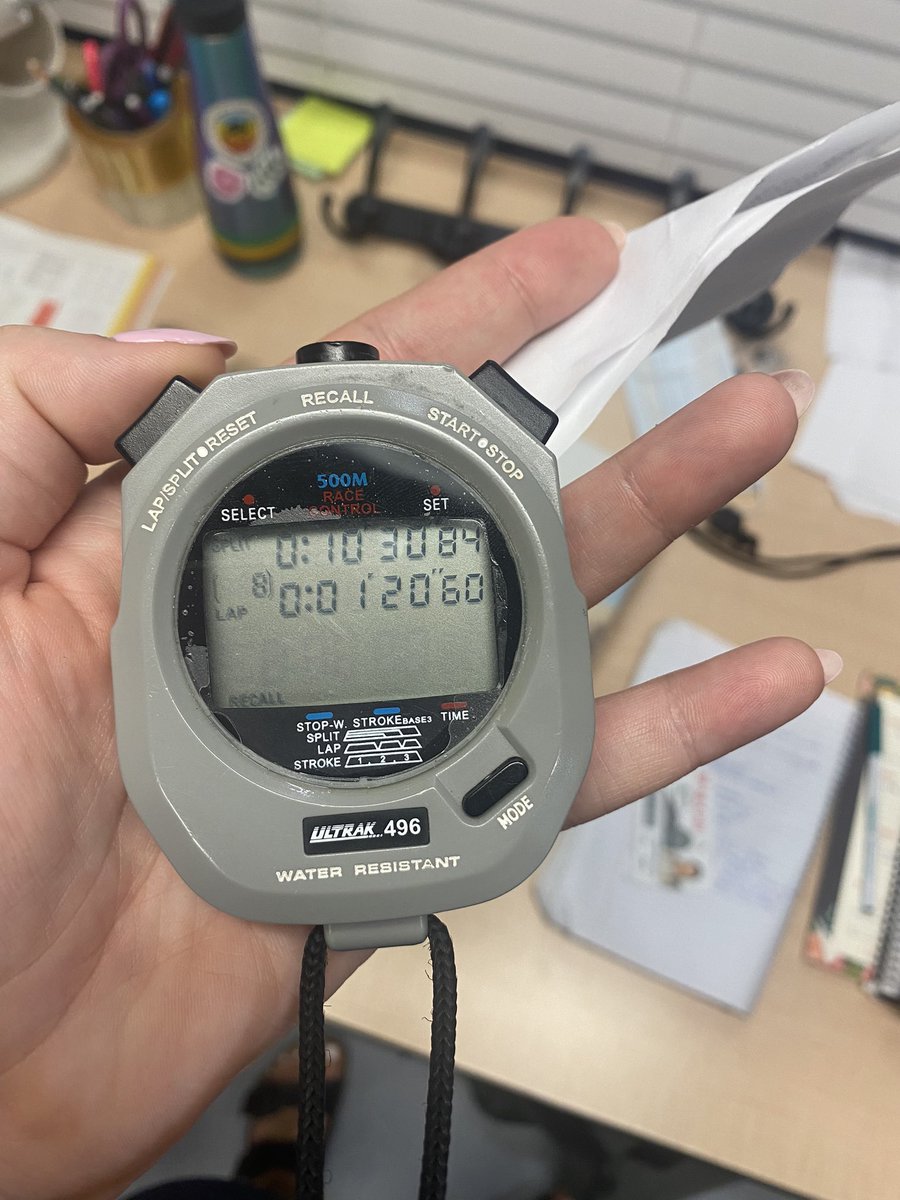 RECALL
LAP/SPLIT●RESET
START●STOP
500M
RACE
CONTROL
SELECT
SET
SPLIT 0:10 30 84
8
LAP 0:01'20"60
RECALL
STOP-W. STROKE BASE3 TIME
SPLIT
LAP
STROKE 1 2 3
MODE
ULTRAK 496
WATER RESISTANT